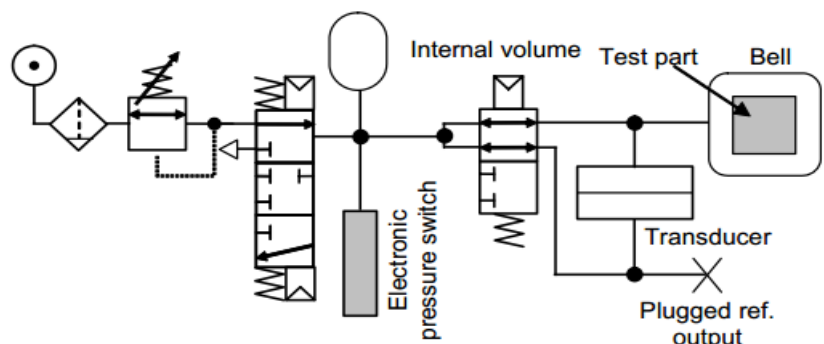 Internal volume
Test part
Bell
Electronic
pressure switch
Transducer
Plugged ref.
output